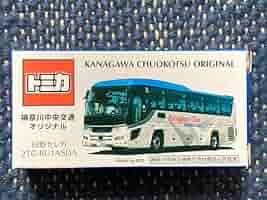 KANAGAWA CHUOKOTSU ORIGINAL
トミカ
神奈川中央交通
オリジナル
日野セレガ
2TG-RU1ASDA